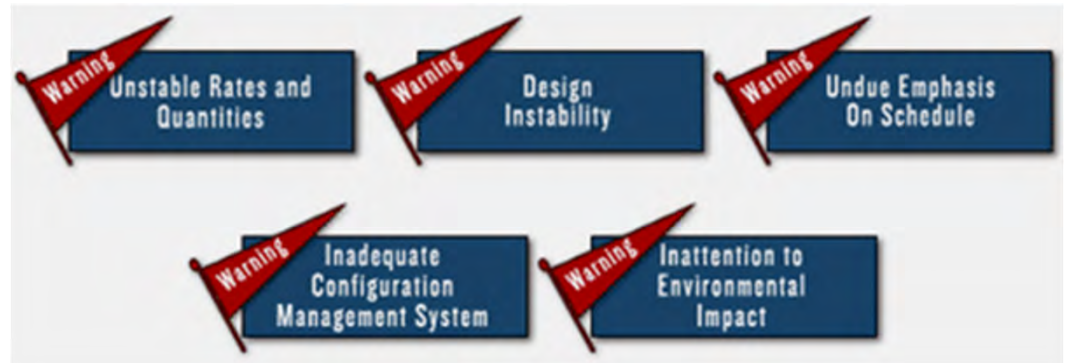 Warning
Unstable Rates and
Quantities
Warning
Design
Instability
Warning
Undue Emphasis
On Schedule
Warning
Inadequate
Configuration
Management System
Warning
Inattention to
Environmental
Impact